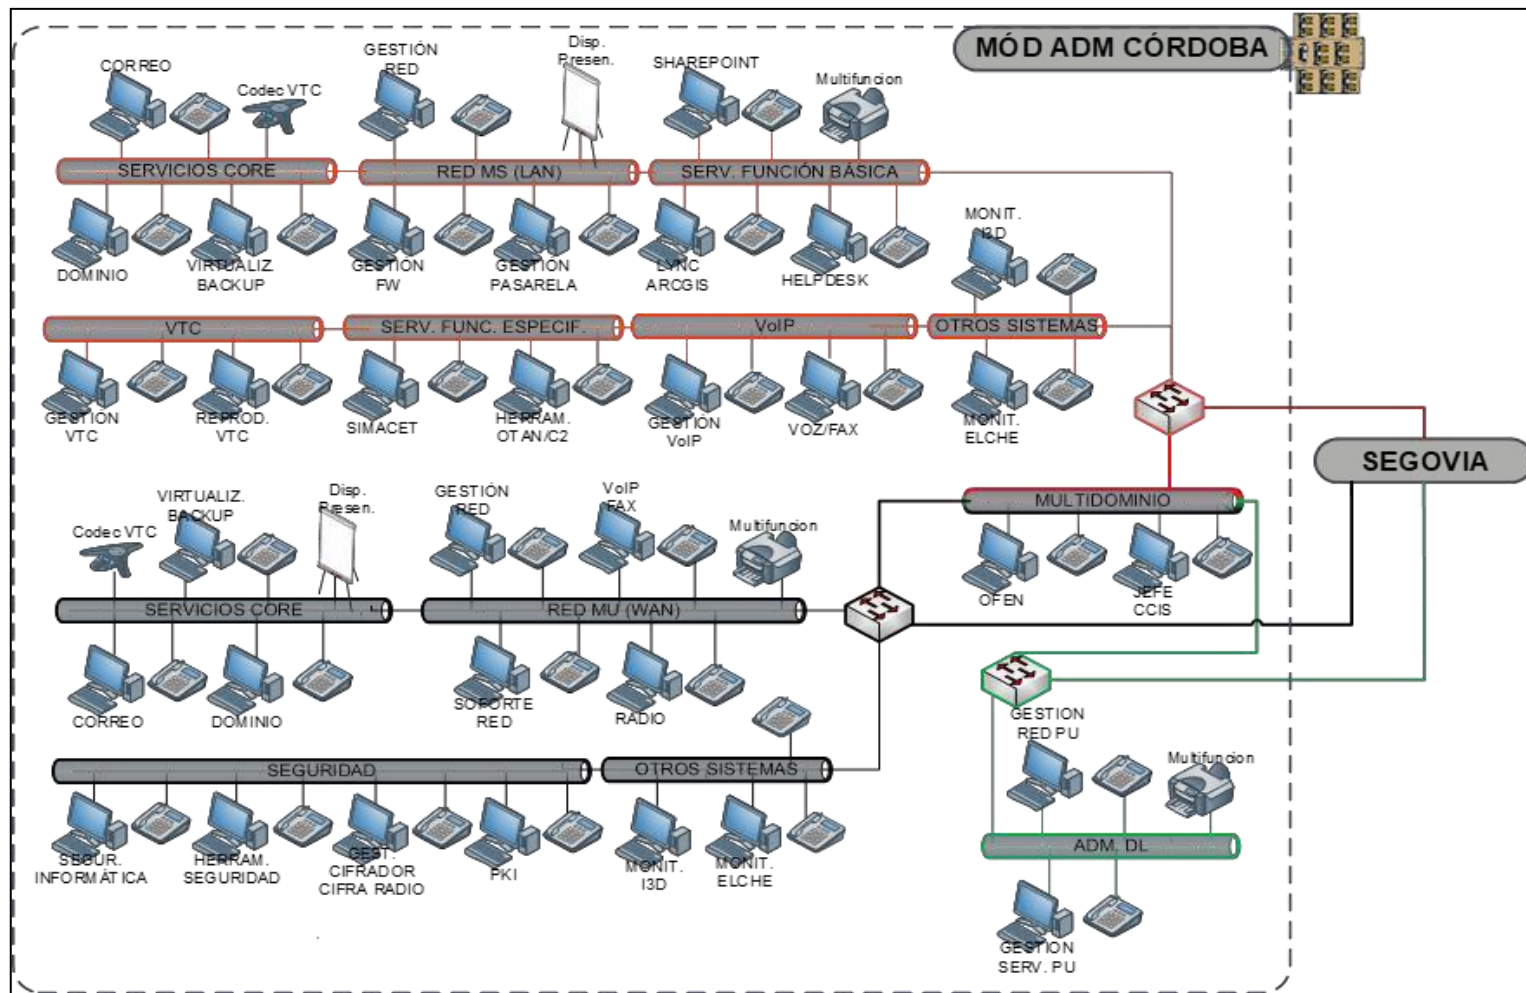 MÓD ADM CÓRDOBA
CORREO
Codec VTC
GESTIÓN
RED
Disp.
Presen.
SHAREPOINT
Multifuncion
SERVICIOS CORE
RED MS (LAN)
SERV. FUNCIÓN BÁSICA
DOMINIO
VIRTUALIZ.
BACKUP
GESTIÓN
FW
GESTIÓN
PASARELA
LYNC
ARCGIS
HELPDESK
MONIT.
I3D
VTC
SERV. FUNC. ESPECIF.
VoIP
OTROS SISTEMAS
GESTIÓN
VTC
REPROD.
VTC
SIMACET
HERRAM.
OTAN/C2
GESTIÓN
VoIP
VOZ/FAX
MONIT.
ELCHE
SEGOVIA
Codec VTC
VIRTUALIZ.
BACKUP
Disp.
Presen.
GESTIÓN
RED
VoIP
FAX
Multifuncion
MULTIDOMINIO
OFEN
JEFE
CCIS
SERVICIOS CORE
RED MU (WAN)
CORREO
DOMINIO
SOPORTE
RED
RADIO
GESTION
RED PU
Multifuncion
SEGURIDAD
OTROS SISTEMAS
ADM. DL
SEGUR.
INFORMÁTICA
HERRAM.
SEGURIDAD
GEST.
CIFRADOR
CIFRA RADIO
PKI
MONIT.
I3D
MONIT.
ELCHE
GESTION
SERV. PU